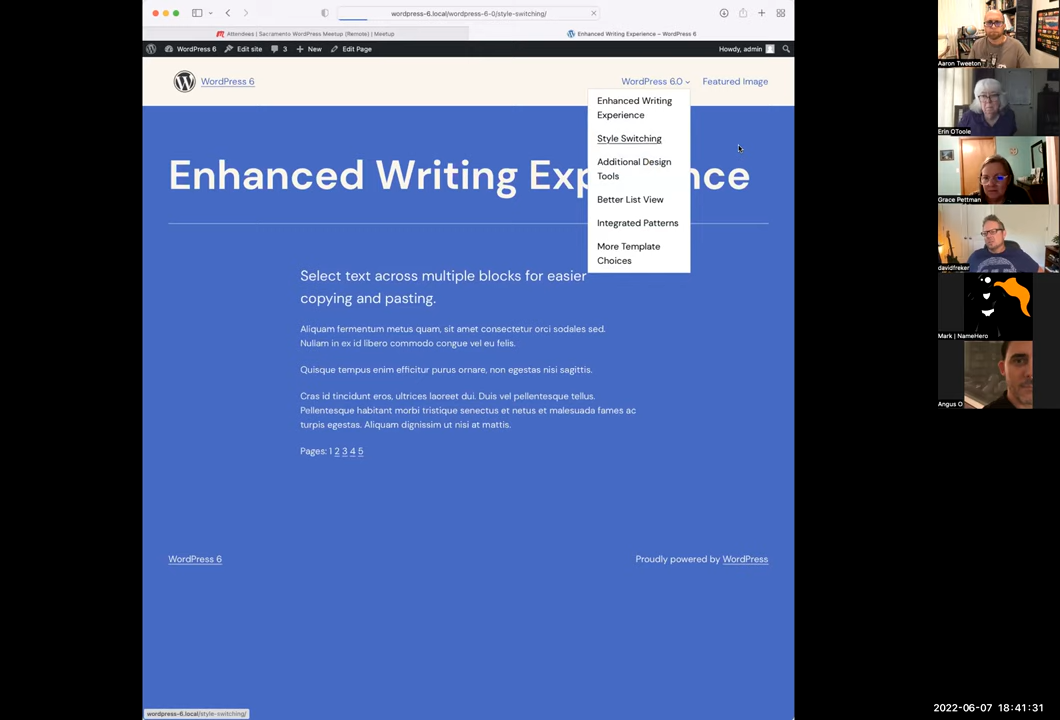 wordpress-6.local/wordpress-6-0/style-switching/
Attendees | Sacramento WordPress Meetup (Remote) | Meetup
Enhanced Writing Experience – WordPress 6
WordPress 6
Edit site
3
New
Edit Page
Howdy, admin
WordPress 6
WordPress 6.0
Featured Image
Enhanced Writing
Experience
Style Switching
Additional Design
Tools
Better List View
Integrated Patterns
More Template
Choices
Enhanced Writing Exp nce
Select text across multiple blocks for easier
copying and pasting.
Aliquam fermentum metus quam, sit amet consectetur orci sodales sed.
Nullam in ex id libero commodo congue vel eu felis.
Quisque tempus enim efficitur purus ornare, non egestas nisi sagittis.
Cras id tincidunt eros, ultrices laoreet dui. Duis vel pellentesque tellus.
Pellentesque habitant morbi tristique senectus et netus et malesuada fames ac
turpis egestas. Aliquam dignissim ut nisi at mattis.
Pages: 1 2 3 4 5
WordPress 6
Proudly powered by WordPress
wordpress-6.local/style-switching/
Aaron Tweeton
Erin OToole
Grace Pettman
davidfreker
Mark | NameHero
Angus O
2022-06-07 18:41:31